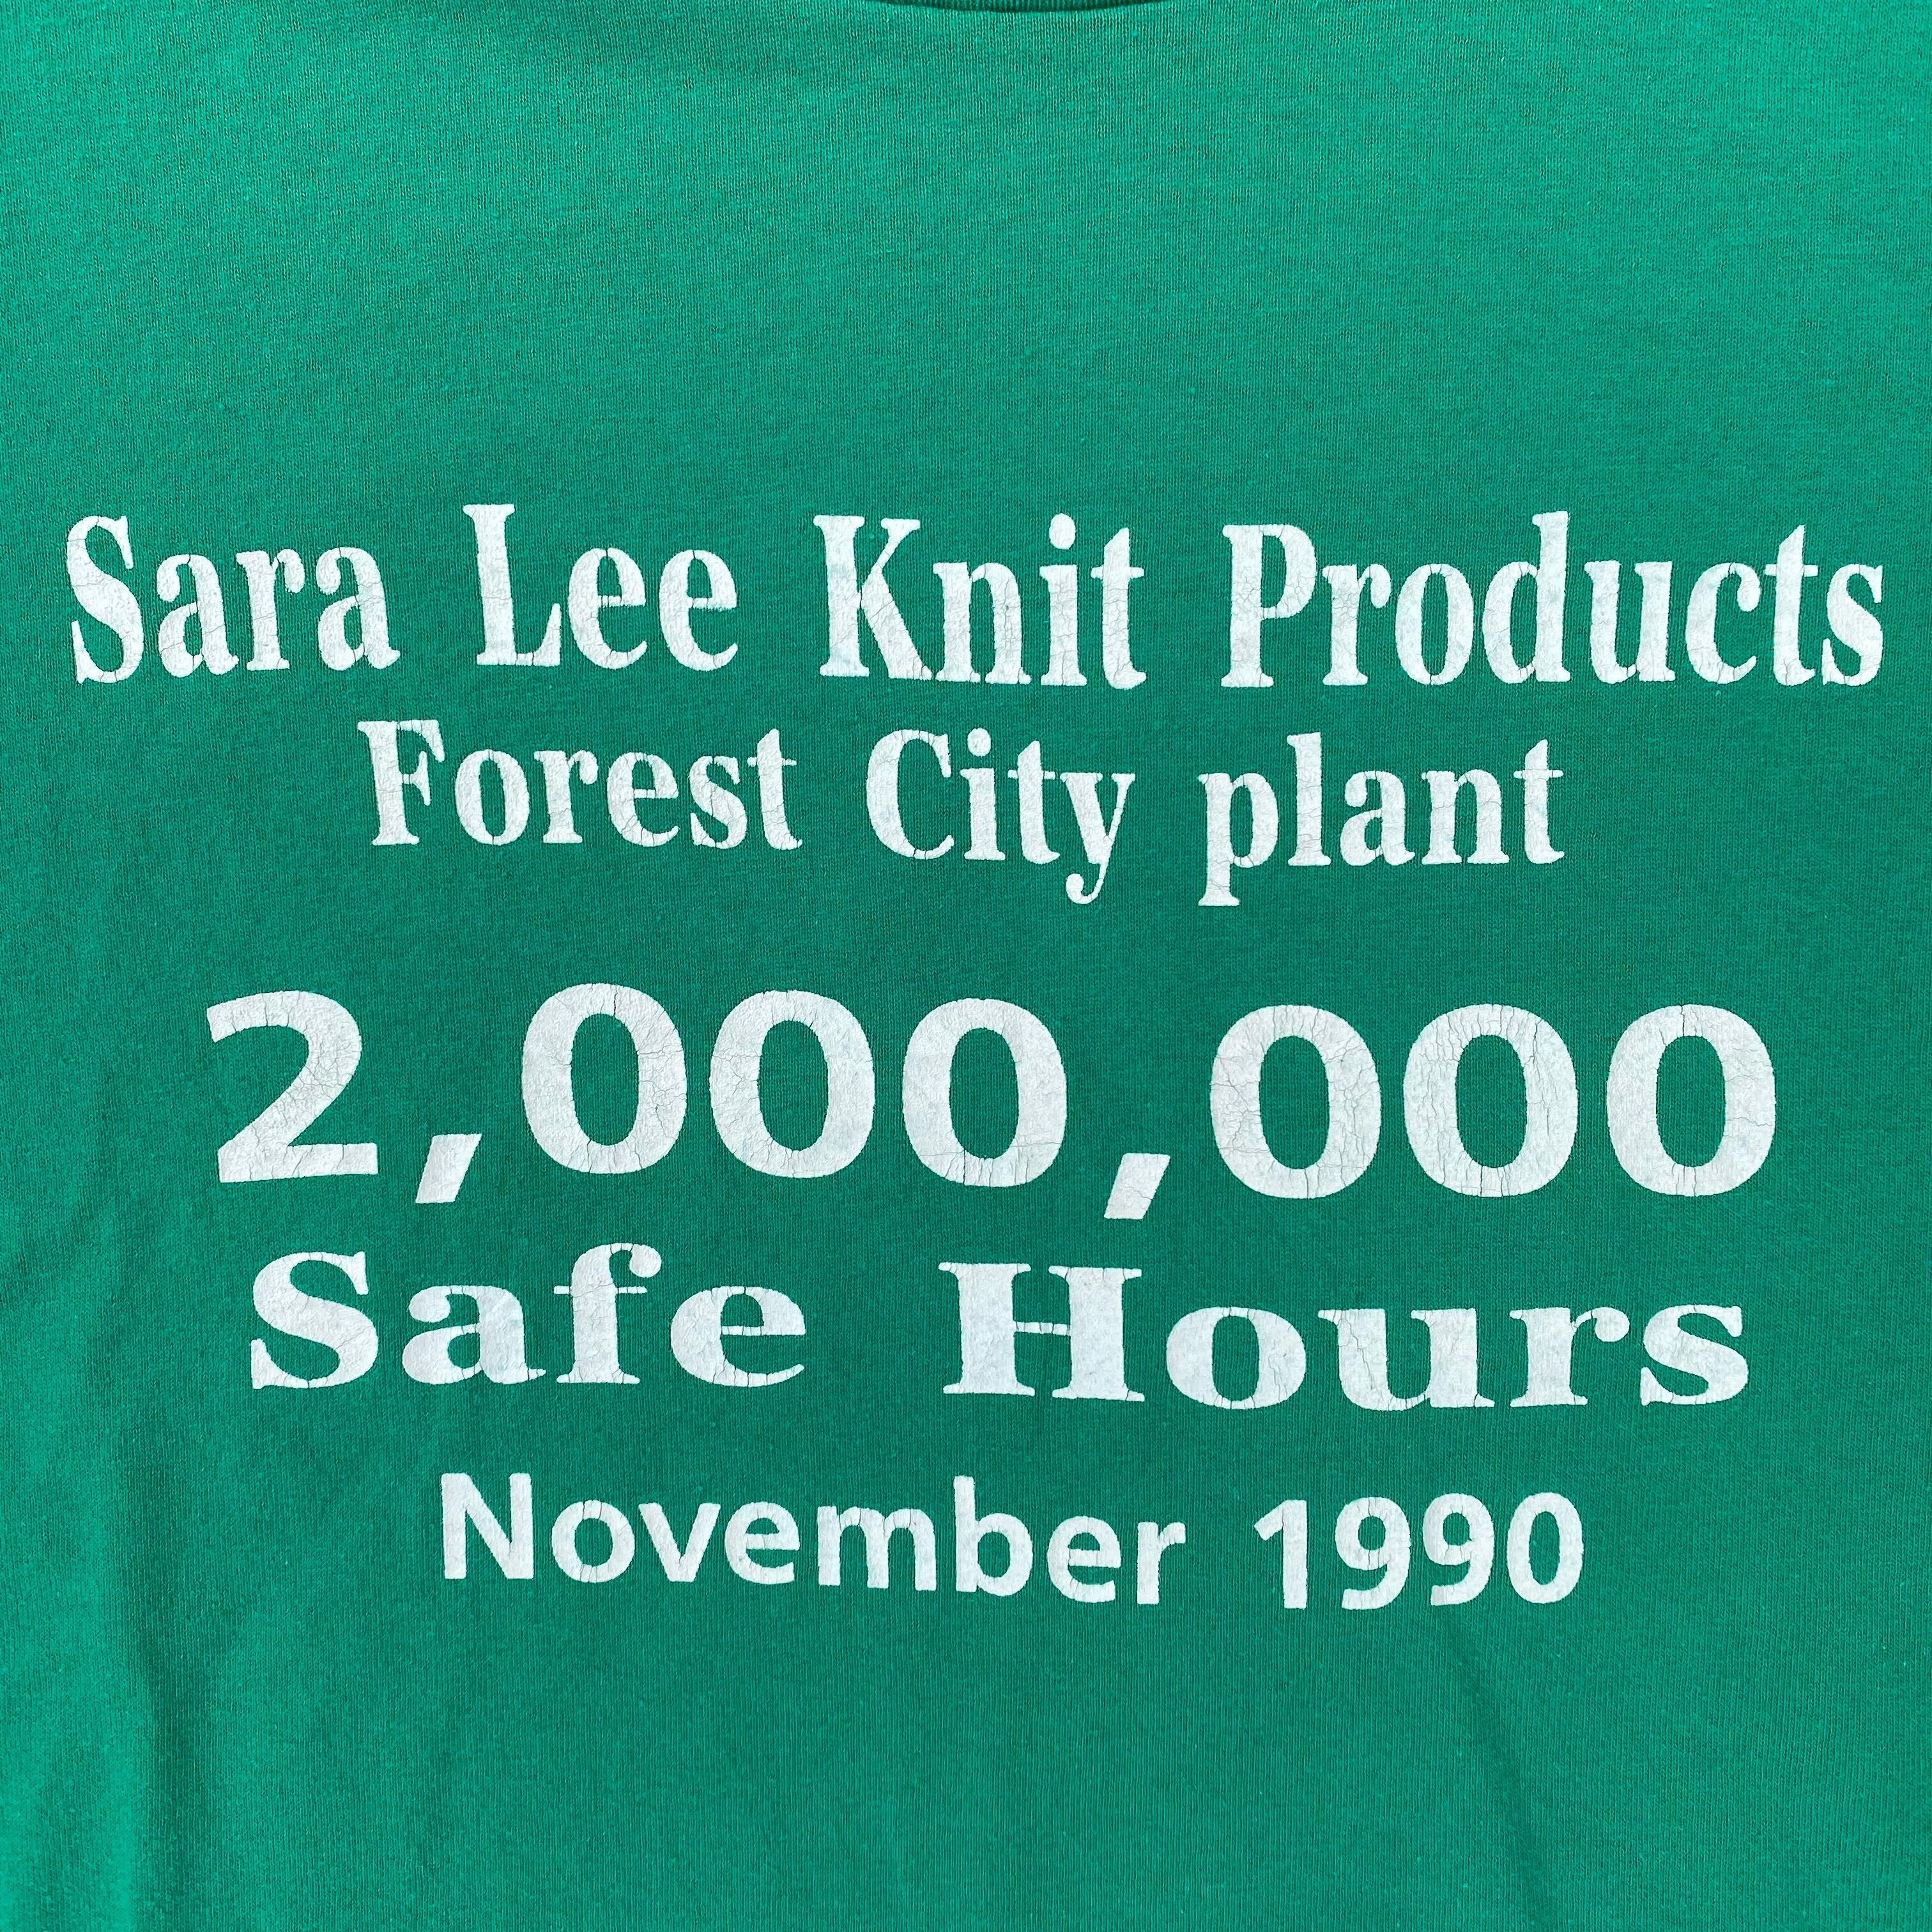 Sara Lee Knit Products
Forest City plant
2,000,000
Safe Hours
November 1990